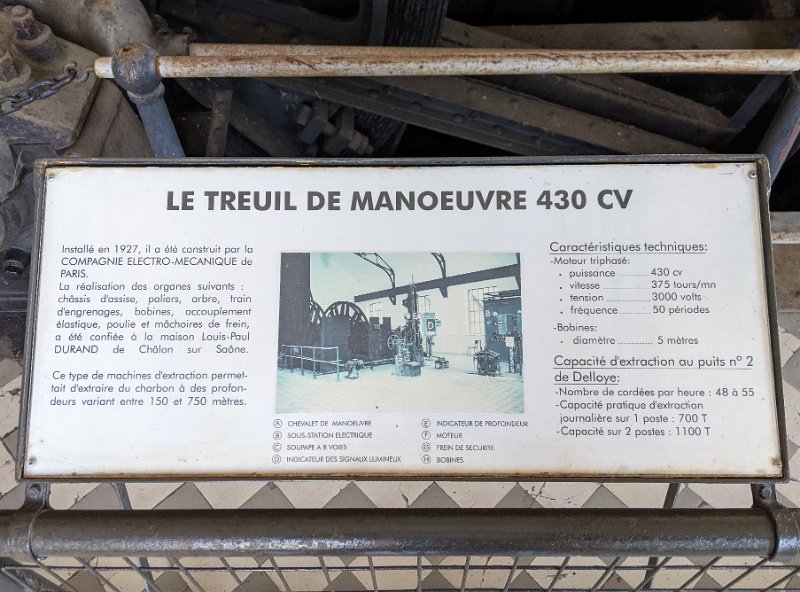 LE TREUIL DE MANOEUVRE 430 CV
Installé en 1927, il a été construit par la
COMPAGNIE ELECTRO-MECANIQUE de
PARIS.
La réalisation des organes suivants :
châssis d'assise, paliers, arbre, train
d'engrenages, bobines, accouplement
élastique, poulie et mâchoires de frein,
a été confiée à la maison Louis-Paul
DURAND de Châlon sur Saône.
Ce type de machines d'extraction permet-
tait d'extraire du charbon à des profon-
deurs variant entre 150 et 750 mètres.
A CHEVALET DE MANOEUVRE
B SOUS-STATION ELECTRIQUE
C SOUPAPE A 8 VOIES
D INDICATEUR DES SIGNAUX LUMINEUX
E INDICATEUR DE PROFONDEUR
F MOTEUR
G FREIN DE SECURITE
H BOBINES
Caractéristiques techniques:
-Moteur triphasé:
. puissance ............ 430 cv
. vitesse ................ 375 tours/mn
. tension ................ 3000 volts
. fréquence ............ 50 périodes
-Bobines:
. diamètre .............. 5 mètres
Capacité d'extraction au puits n° 2
de Delloye:
-Nombre de cordées par heure : 48 à 55
-Capacité pratique d'extraction
journalière sur 1 poste : 700 T
-Capacité sur 2 postes : 1100 T